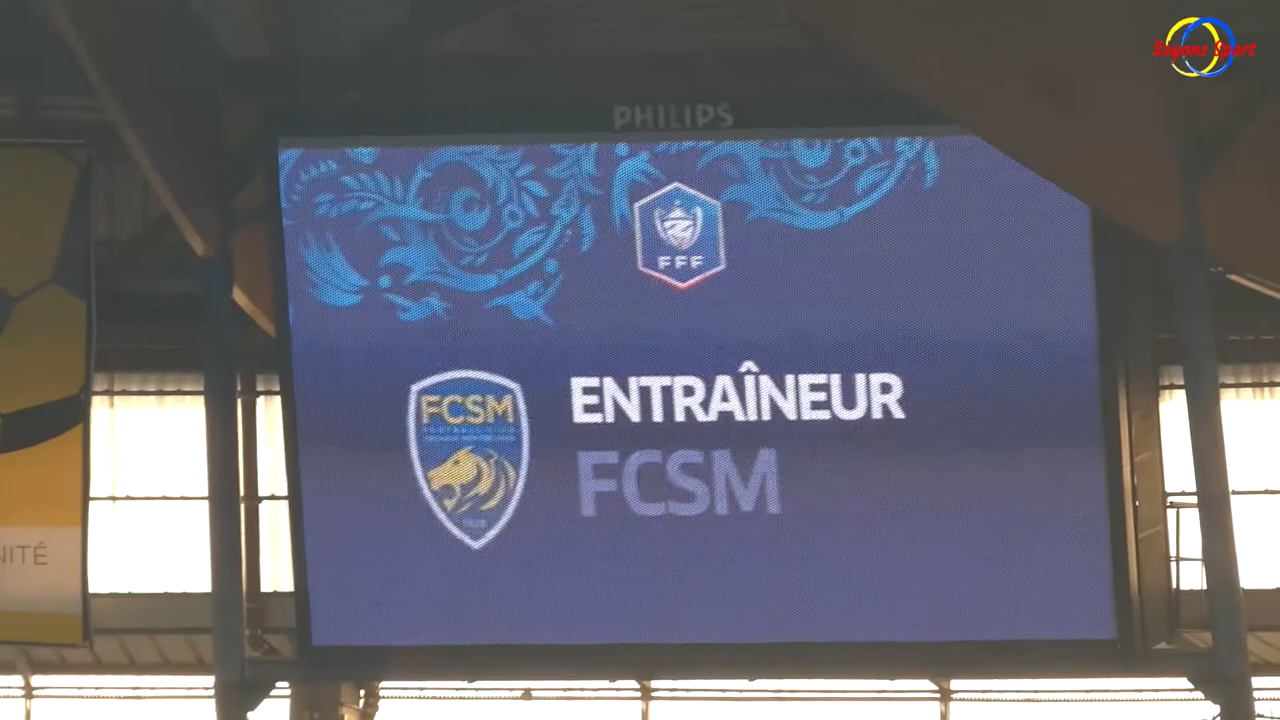 Soyons Sport
PHILIPS
FFF
ENTRAÎNEUR
FCSM
FCSM
NITÉ